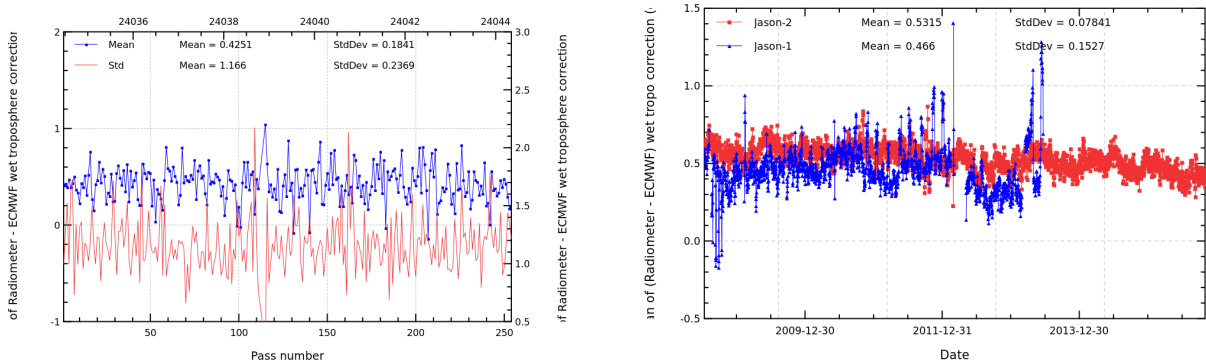 24036 24038 24040 24042 24044
of Radiometer - ECMWF wet troposphere correction
2
1
0
-1
Mean Mean = 0.4251 StdDev = 0.1841
Std Mean = 1.166 StdDev = 0.2369
3.0
2.5
2.0
1.5
1.0
0.5
of Radiometer - ECMWF wet troposphere correction
50 100 150 200 250
Pass number
an of (Radiometer - ECMWF) wet tropo correction (
1.5
1.0
0.5
0.0
-0.5
Jason-2 Mean = 0.5315 StdDev = 0.07841
Jason-1 Mean = 0.466 StdDev = 0.1527
2009-12-30 2011-12-31 2013-12-30
Date